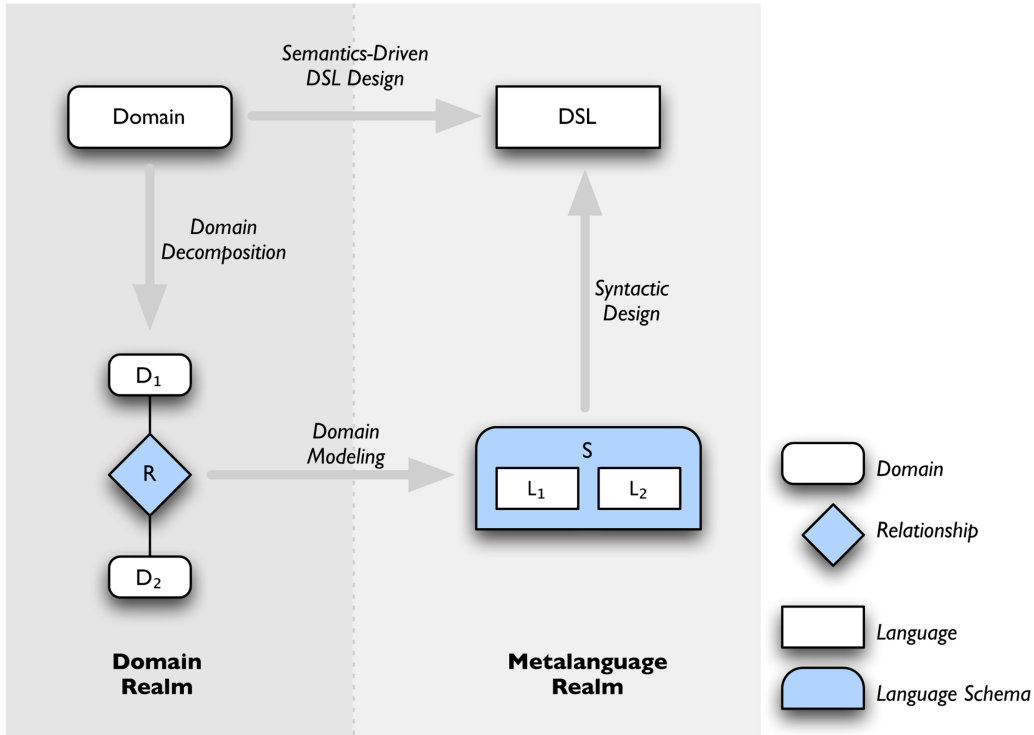 Semantics-Driven
DSL Design
Domain
DSL
Domain
Decomposition
Syntactic
Design
D₁
R
D₂
Domain
Modeling
S
L₁
L₂
Domain
Realm
Metalanguage
Realm
Domain
Relationship
Language
Language Schema